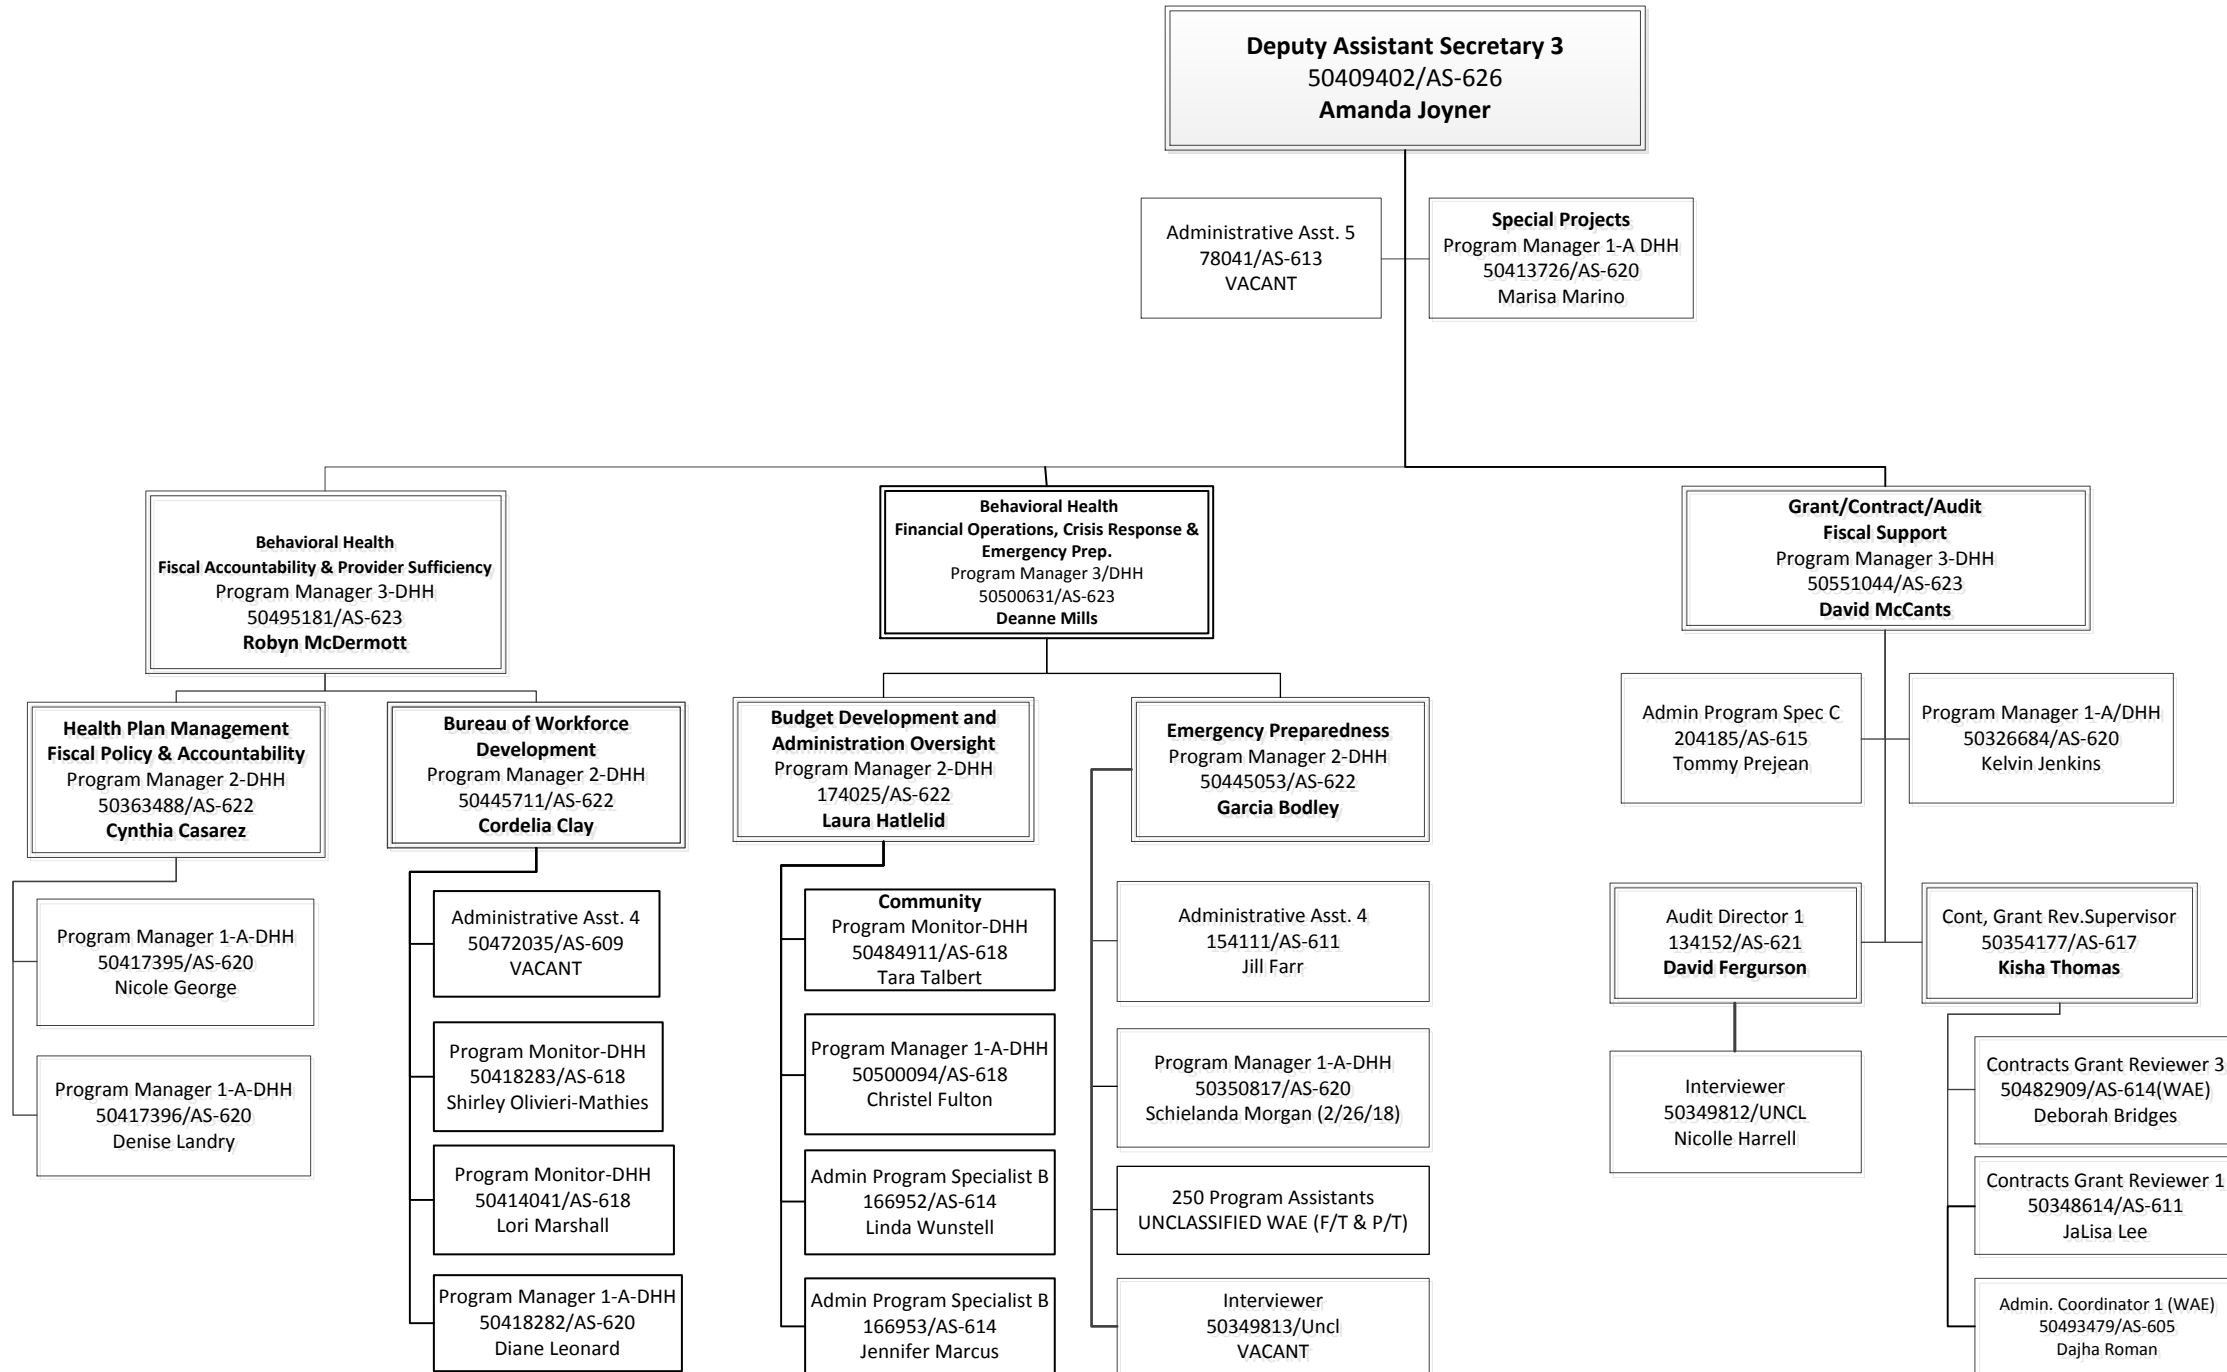 Deputy Assistant Secretary 3
50409402/AS-626
Amanda Joyner
Administrative Asst. 5
78041/AS-613
VACANT
Special Projects
Program Manager 1-A DHH
50413726/AS-620
Marisa Marino
Behavioral Health
Fiscal Accountability & Provider Sufficiency
Program Manager 3-DHH
50495181/AS-623
Robyn McDermott
Behavioral Health
Financial Operations, Crisis Response &
Emergency Prep.
Program Manager 3/DHH
50500631/AS-623
Deanne Mills
Grant/Contract/Audit
Fiscal Support
Program Manager 3-DHH
50551044/AS-623
David McCants
Health Plan Management
Fiscal Policy & Accountability
Program Manager 2-DHH
50363488/AS-622
Cynthia Casarez
Bureau of Workforce
Development
Program Manager 2-DHH
50445711/AS-622
Cordelia Clay
Budget Development and
Administration Oversight
Program Manager 2-DHH
174025/AS-622
Laura Hatlelid
Emergency Preparedness
Program Manager 2-DHH
50445053/AS-622
Garcia Bodley
Admin Program Spec C
204185/AS-615
Tommy Prejean
Program Manager 1-A/DHH
50326684/AS-620
Kelvin Jenkins
Program Manager 1-A-DHH
50417395/AS-620
Nicole George
Program Manager 1-A-DHH
50417396/AS-620
Denise Landry
Administrative Asst. 4
50472035/AS-609
VACANT
Program Monitor-DHH
50418283/AS-618
Shirley Olivieri-Mathies
Program Monitor-DHH
50414041/AS-618
Lori Marshall
Program Manager 1-A-DHH
50418282/AS-620
Diane Leonard
Community
Program Monitor-DHH
50484911/AS-618
Tara Talbert
Program Manager 1-A-DHH
50500094/AS-618
Christel Fulton
Admin Program Specialist B
166952/AS-614
Linda Wunstell
Admin Program Specialist B
166953/AS-614
Jennifer Marcus
Administrative Asst. 4
154111/AS-611
Jill Farr
Program Manager 1-A-DHH
50350817/AS-620
Schielanda Morgan (2/26/18)
250 Program Assistants
UNCLASSIFIED WAE (F/T & P/T)
Interviewer
50349813/Uncl
VACANT
Audit Director 1
134152/AS-621
David Fergurson
Interviewer
50349812/UNCL
Nicolle Harrell
Cont, Grant Rev.Supervisor
50354177/AS-617
Kisha Thomas
Contracts Grant Reviewer 3
50482909/AS-614(WAE)
Deborah Bridges
Contracts Grant Reviewer 1
50348614/AS-611
JaLisa Lee
Admin. Coordinator 1 (WAE)
50493479/AS-605
Dajha Roman